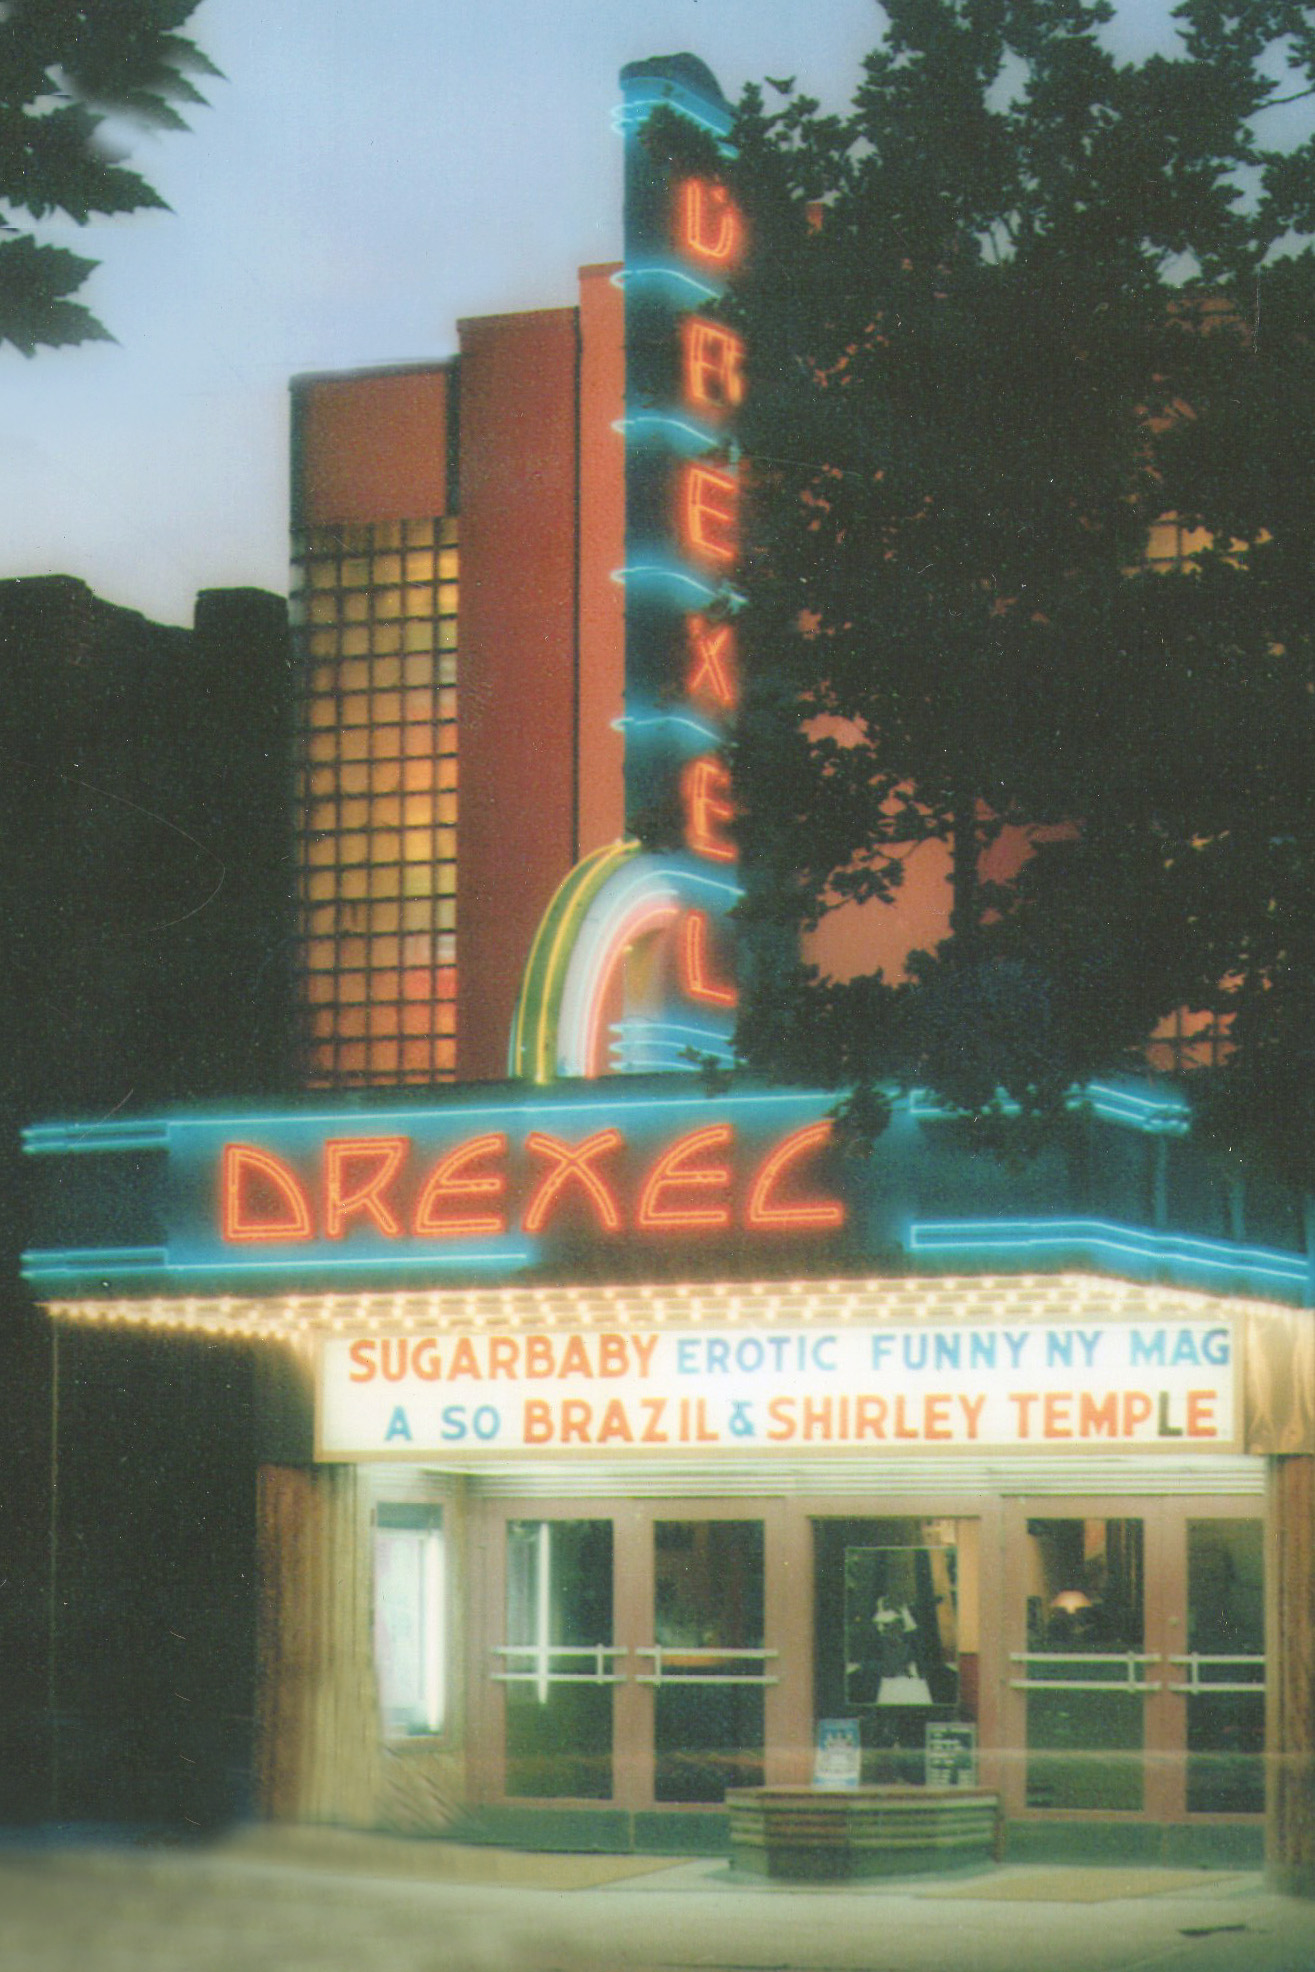 DREXEL
DREXEL
SUGARBABY EROTIC FUNNY NY MAG
A SO BRAZIL & SHIRLEY TEMPLE